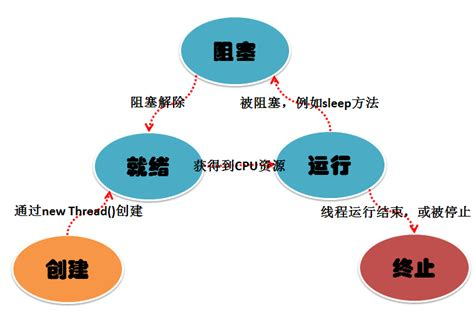 阻塞
阻塞解除
被阻塞，例如sleep方法
就绪
获得到CPU资源
运行
通过new Thread()创建
线程运行结束，或被停止
创建
终止